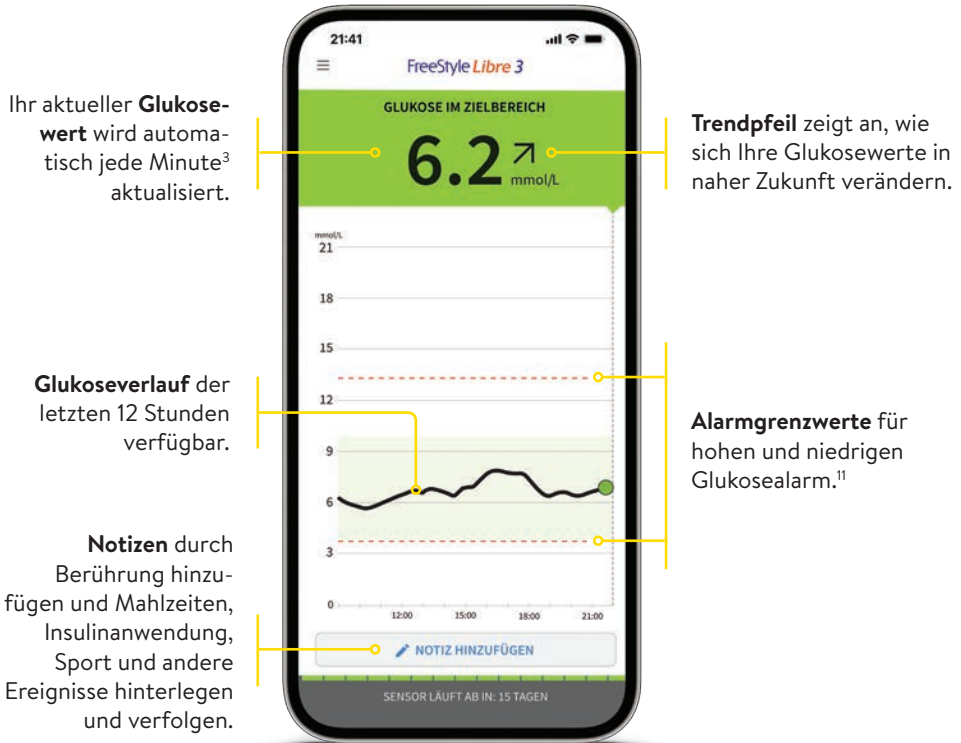 21:41
FreeStyle Libre 3
GLUKOSE IM ZIELBEREICH
6.2
mmol/L
Ihr aktueller Glukose-
wert wird automa-
tisch jede Minute³
aktualisiert.
Trendpfeil zeigt an, wie
sich Ihre Glukosewerte in
naher Zukunft verändern.
mmol/L
21
18
15
12
9
6
3
0
12:00 15:00 18:00 21:00
Glukoseverlauf der
letzten 12 Stunden
verfügbar.
Alarmgrenzwerte für
hohen und niedrigen
Glukosealarm.¹¹
Notizen durch
Berührung hinzu-
fügen und Mahlzeiten,
Insulinanwendung,
Sport und andere
Ereignisse hinterlegen
und verfolgen.
NOTIZ HINZUFÜGEN
SENSOR LÄUFT AB IN: 15 TAGEN